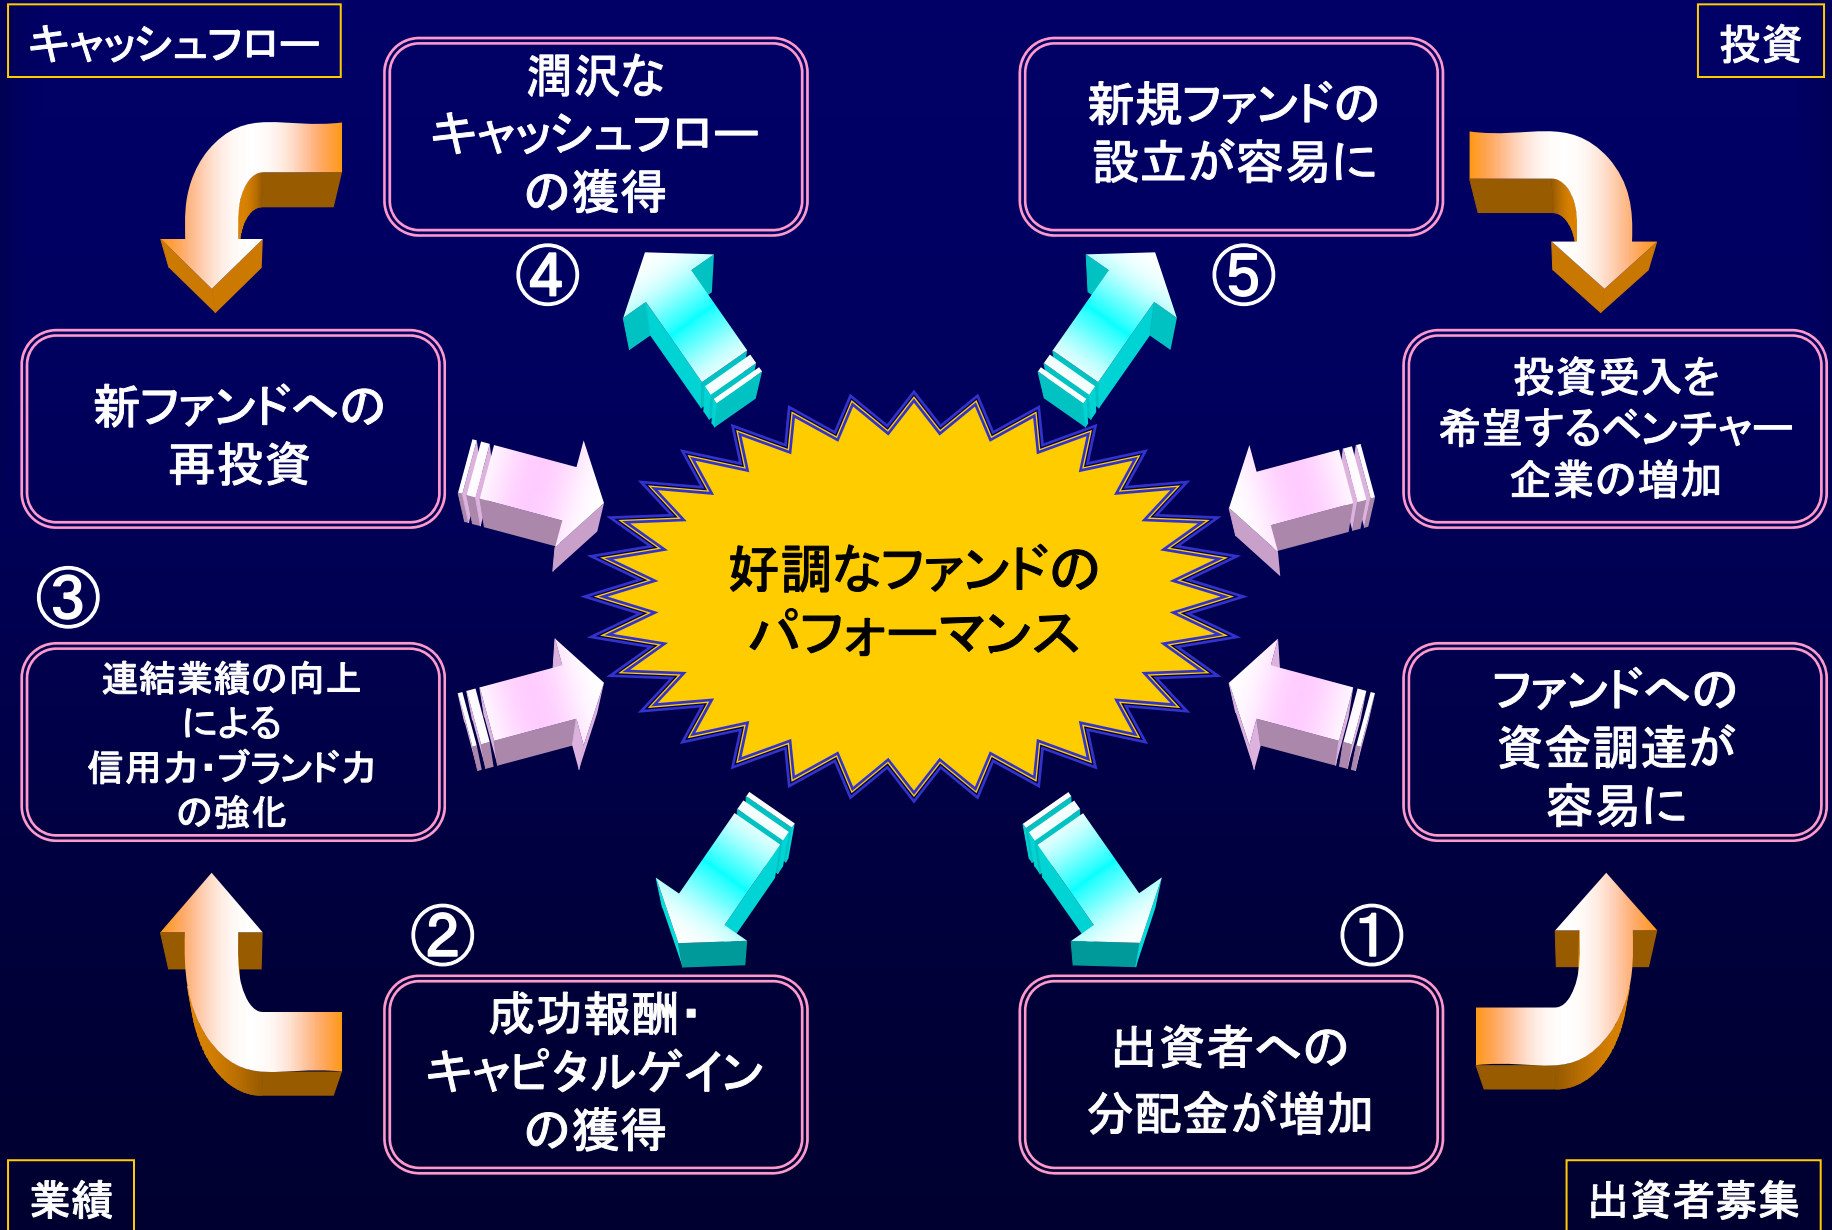 キャッシュフロー
投資
潤沢な
キャッシュフロー
の獲得
新規ファンドの
設立が容易に
④
⑤
新ファンドへの
再投資
投資受入を
希望するベンチャー
企業の増加
好調なファンドの
パフォーマンス
③
連結業績の向上
による
信用力・ブランド力
の強化
ファンドへの
資金調達が
容易に
②
①
成功報酬・
キャピタルゲイン
の獲得
出資者への
分配金が増加
業績
出資者募集